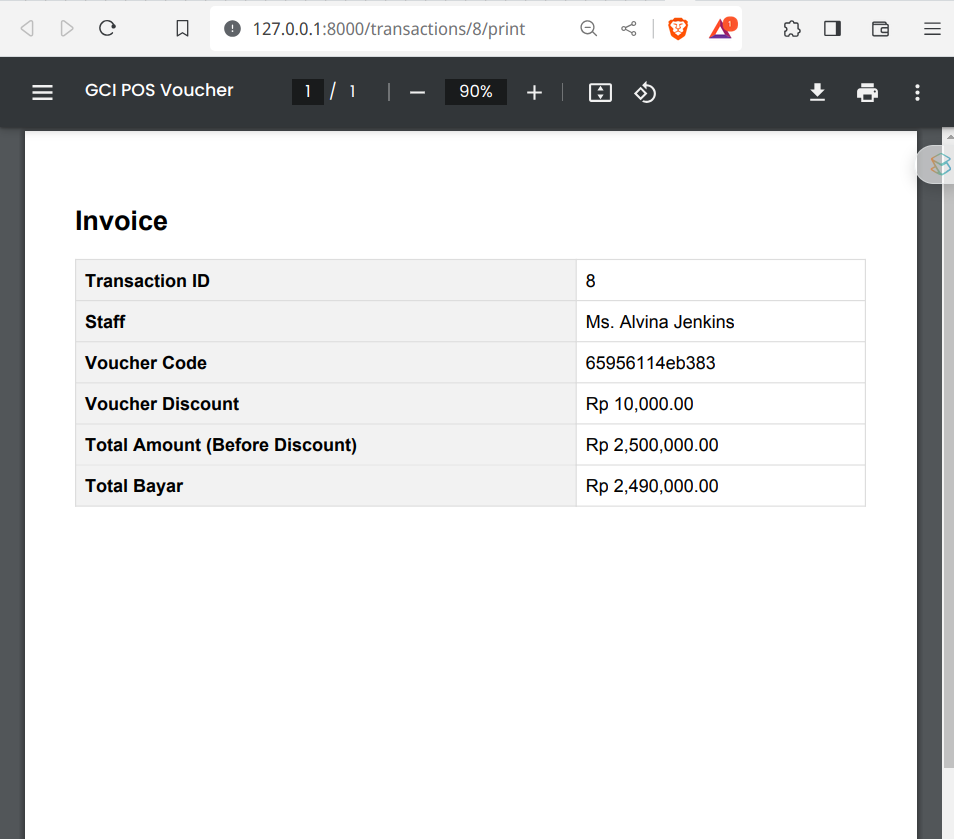 127.0.0.1:8000/transactions/8/print
1
GCI POS Voucher
1 / 1
90%
Invoice
Transaction ID 8
Staff Ms. Alvina Jenkins
Voucher Code 65956114eb383
Voucher Discount Rp 10,000.00
Total Amount (Before Discount) Rp 2,500,000.00
Total Bayar Rp 2,490,000.00